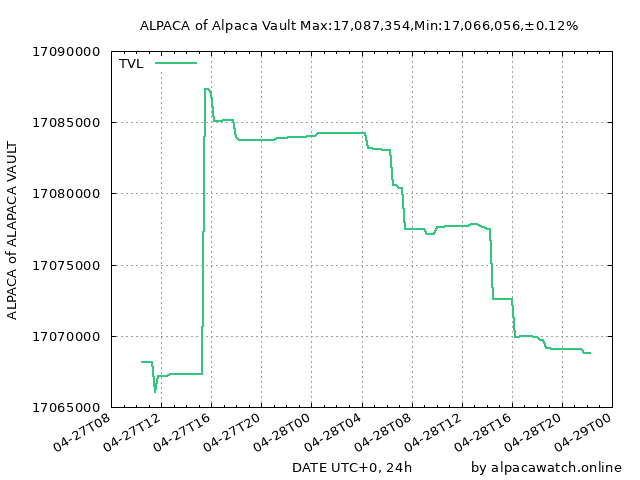 ALPACA of Alpaca Vault Max:17,087,354,Min:17,066,056,±0.12%
TVL
17090000
17085000
17080000
17075000
17070000
17065000
ALPACA of ALAPACA VAULT
04-27T08
04-27T12
04-27T16
04-27T20
04-28T00
04-28T04
04-28T08
04-28T12
04-28T16
04-28T20
04-29T00
DATE UTC+0, 24h
by alpacawatch.online